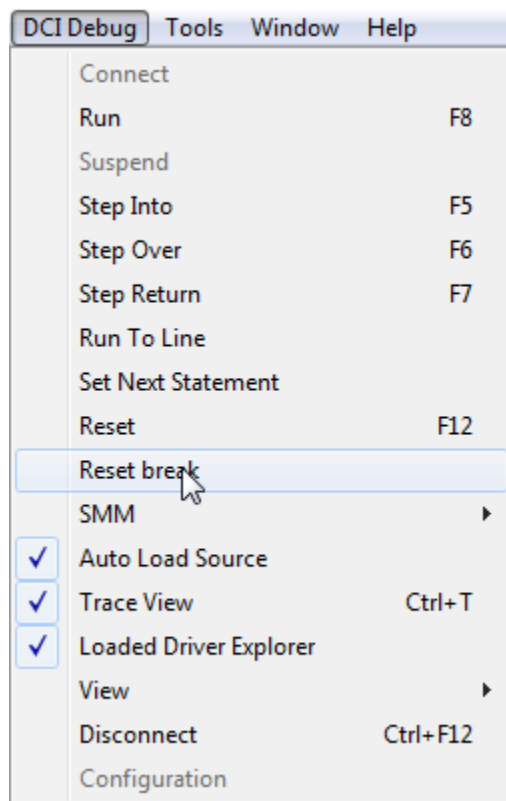 DCI Debug Tools Window Help
Connect
Run F8
Suspend
Step Into F5
Step Over F6
Step Return F7
Run To Line
Set Next Statement
Reset F12
Reset break
SMM
Auto Load Source
Trace View Ctrl+T
Loaded Driver Explorer
View
Disconnect Ctrl+F12
Configuration